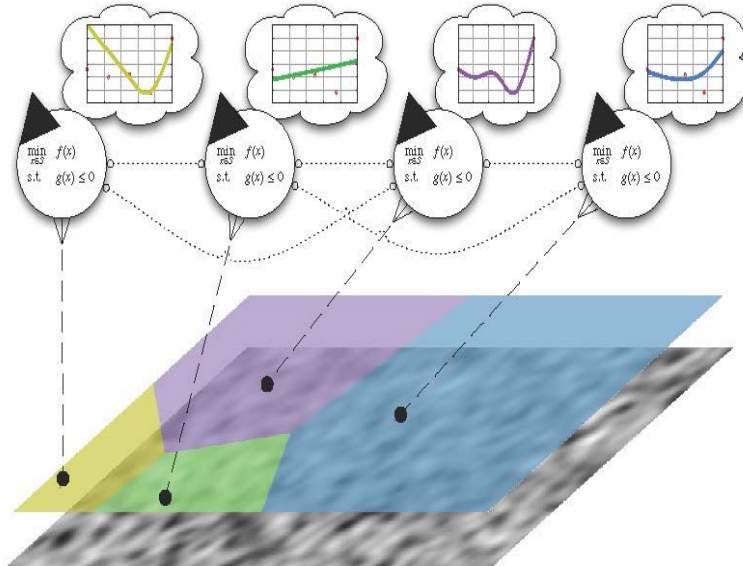 min f(x)
x∈S
s.t. g(x) ≤ 0
min f(x)
x∈S
s.t. g(x) ≤ 0
min f(x)
x∈S
s.t. g(x) ≤ 0
min f(x)
x∈S
s.t. g(x) ≤ 0